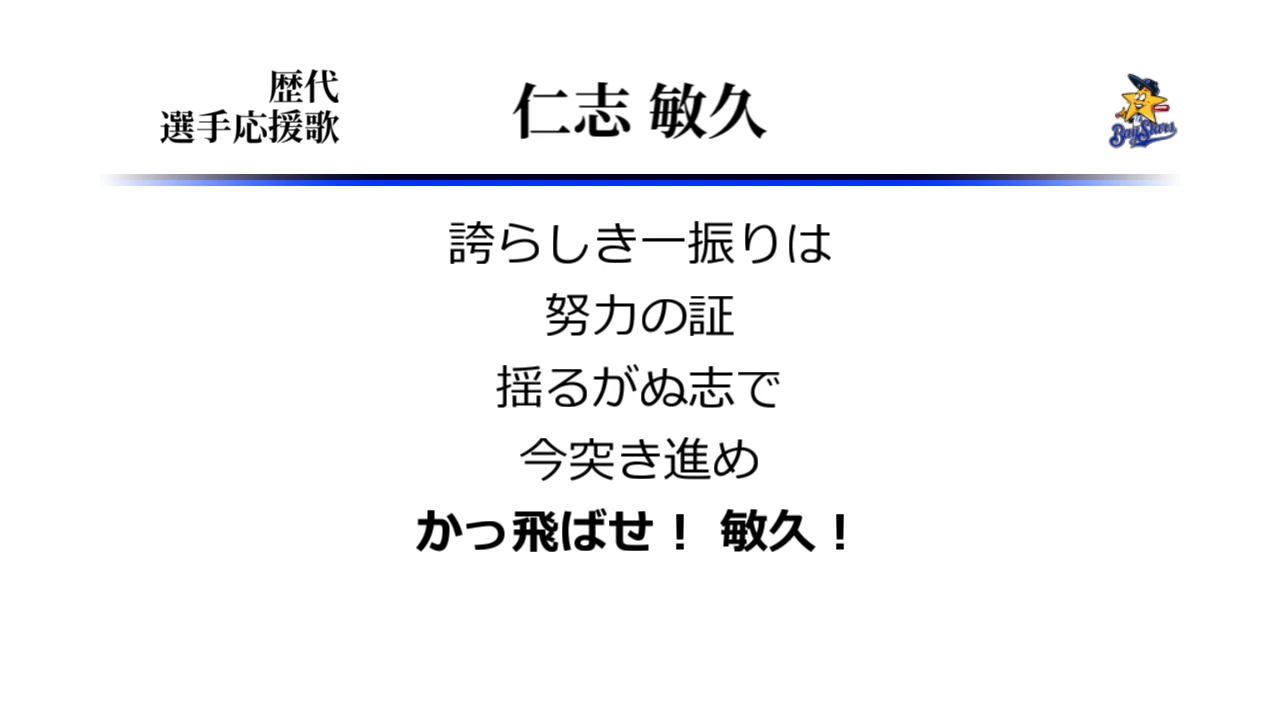 歴代
選手応援歌
仁志 敏久
BayStars
誇らしき一振りは
努力の証
揺るがぬ志で
今突き進め
かっ飛ばせ！ 敏久！